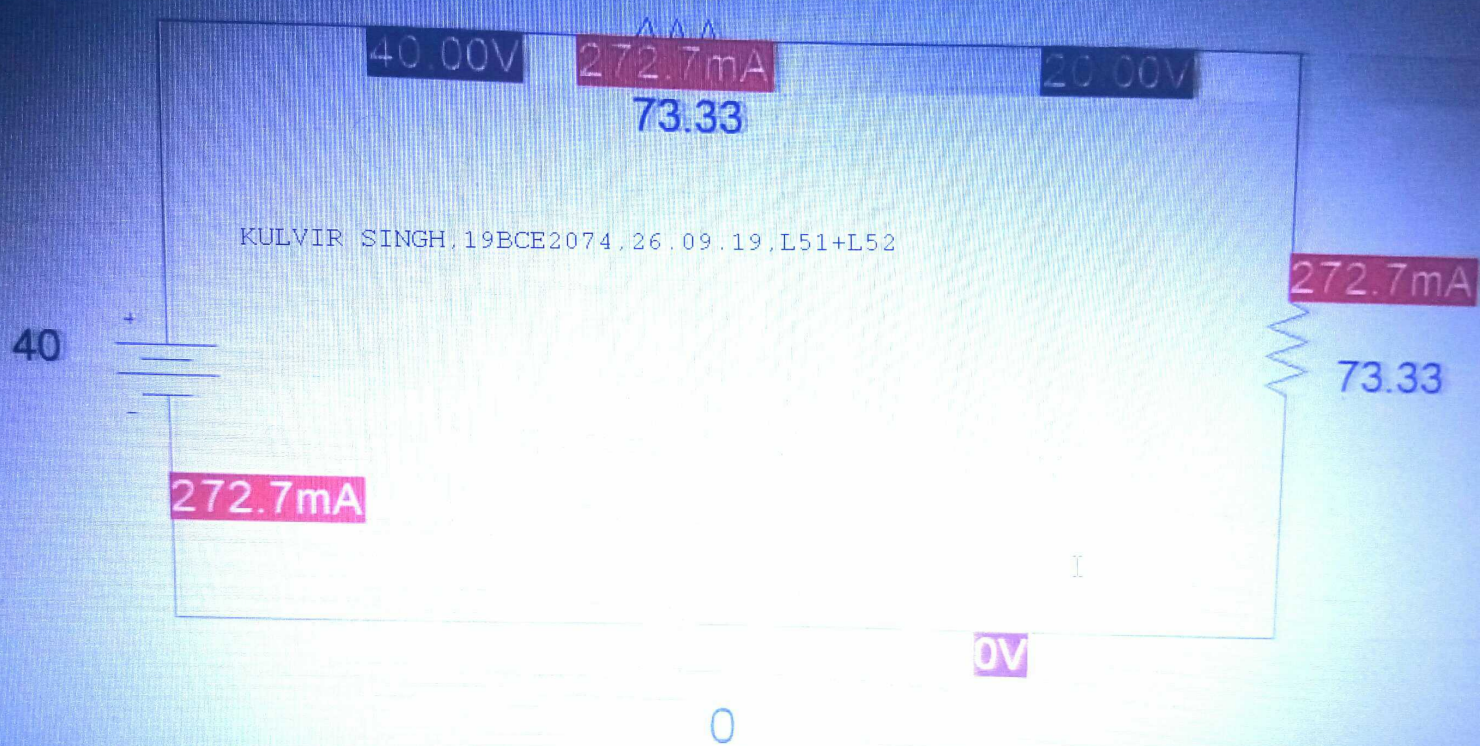 40.00V
272.7mA
20.00V
73.33
KULVIR SINGH,19BCE2074,26.09.19,L51+L52
272.7mA
+
40
73.33
-
272.7mA
0V
0